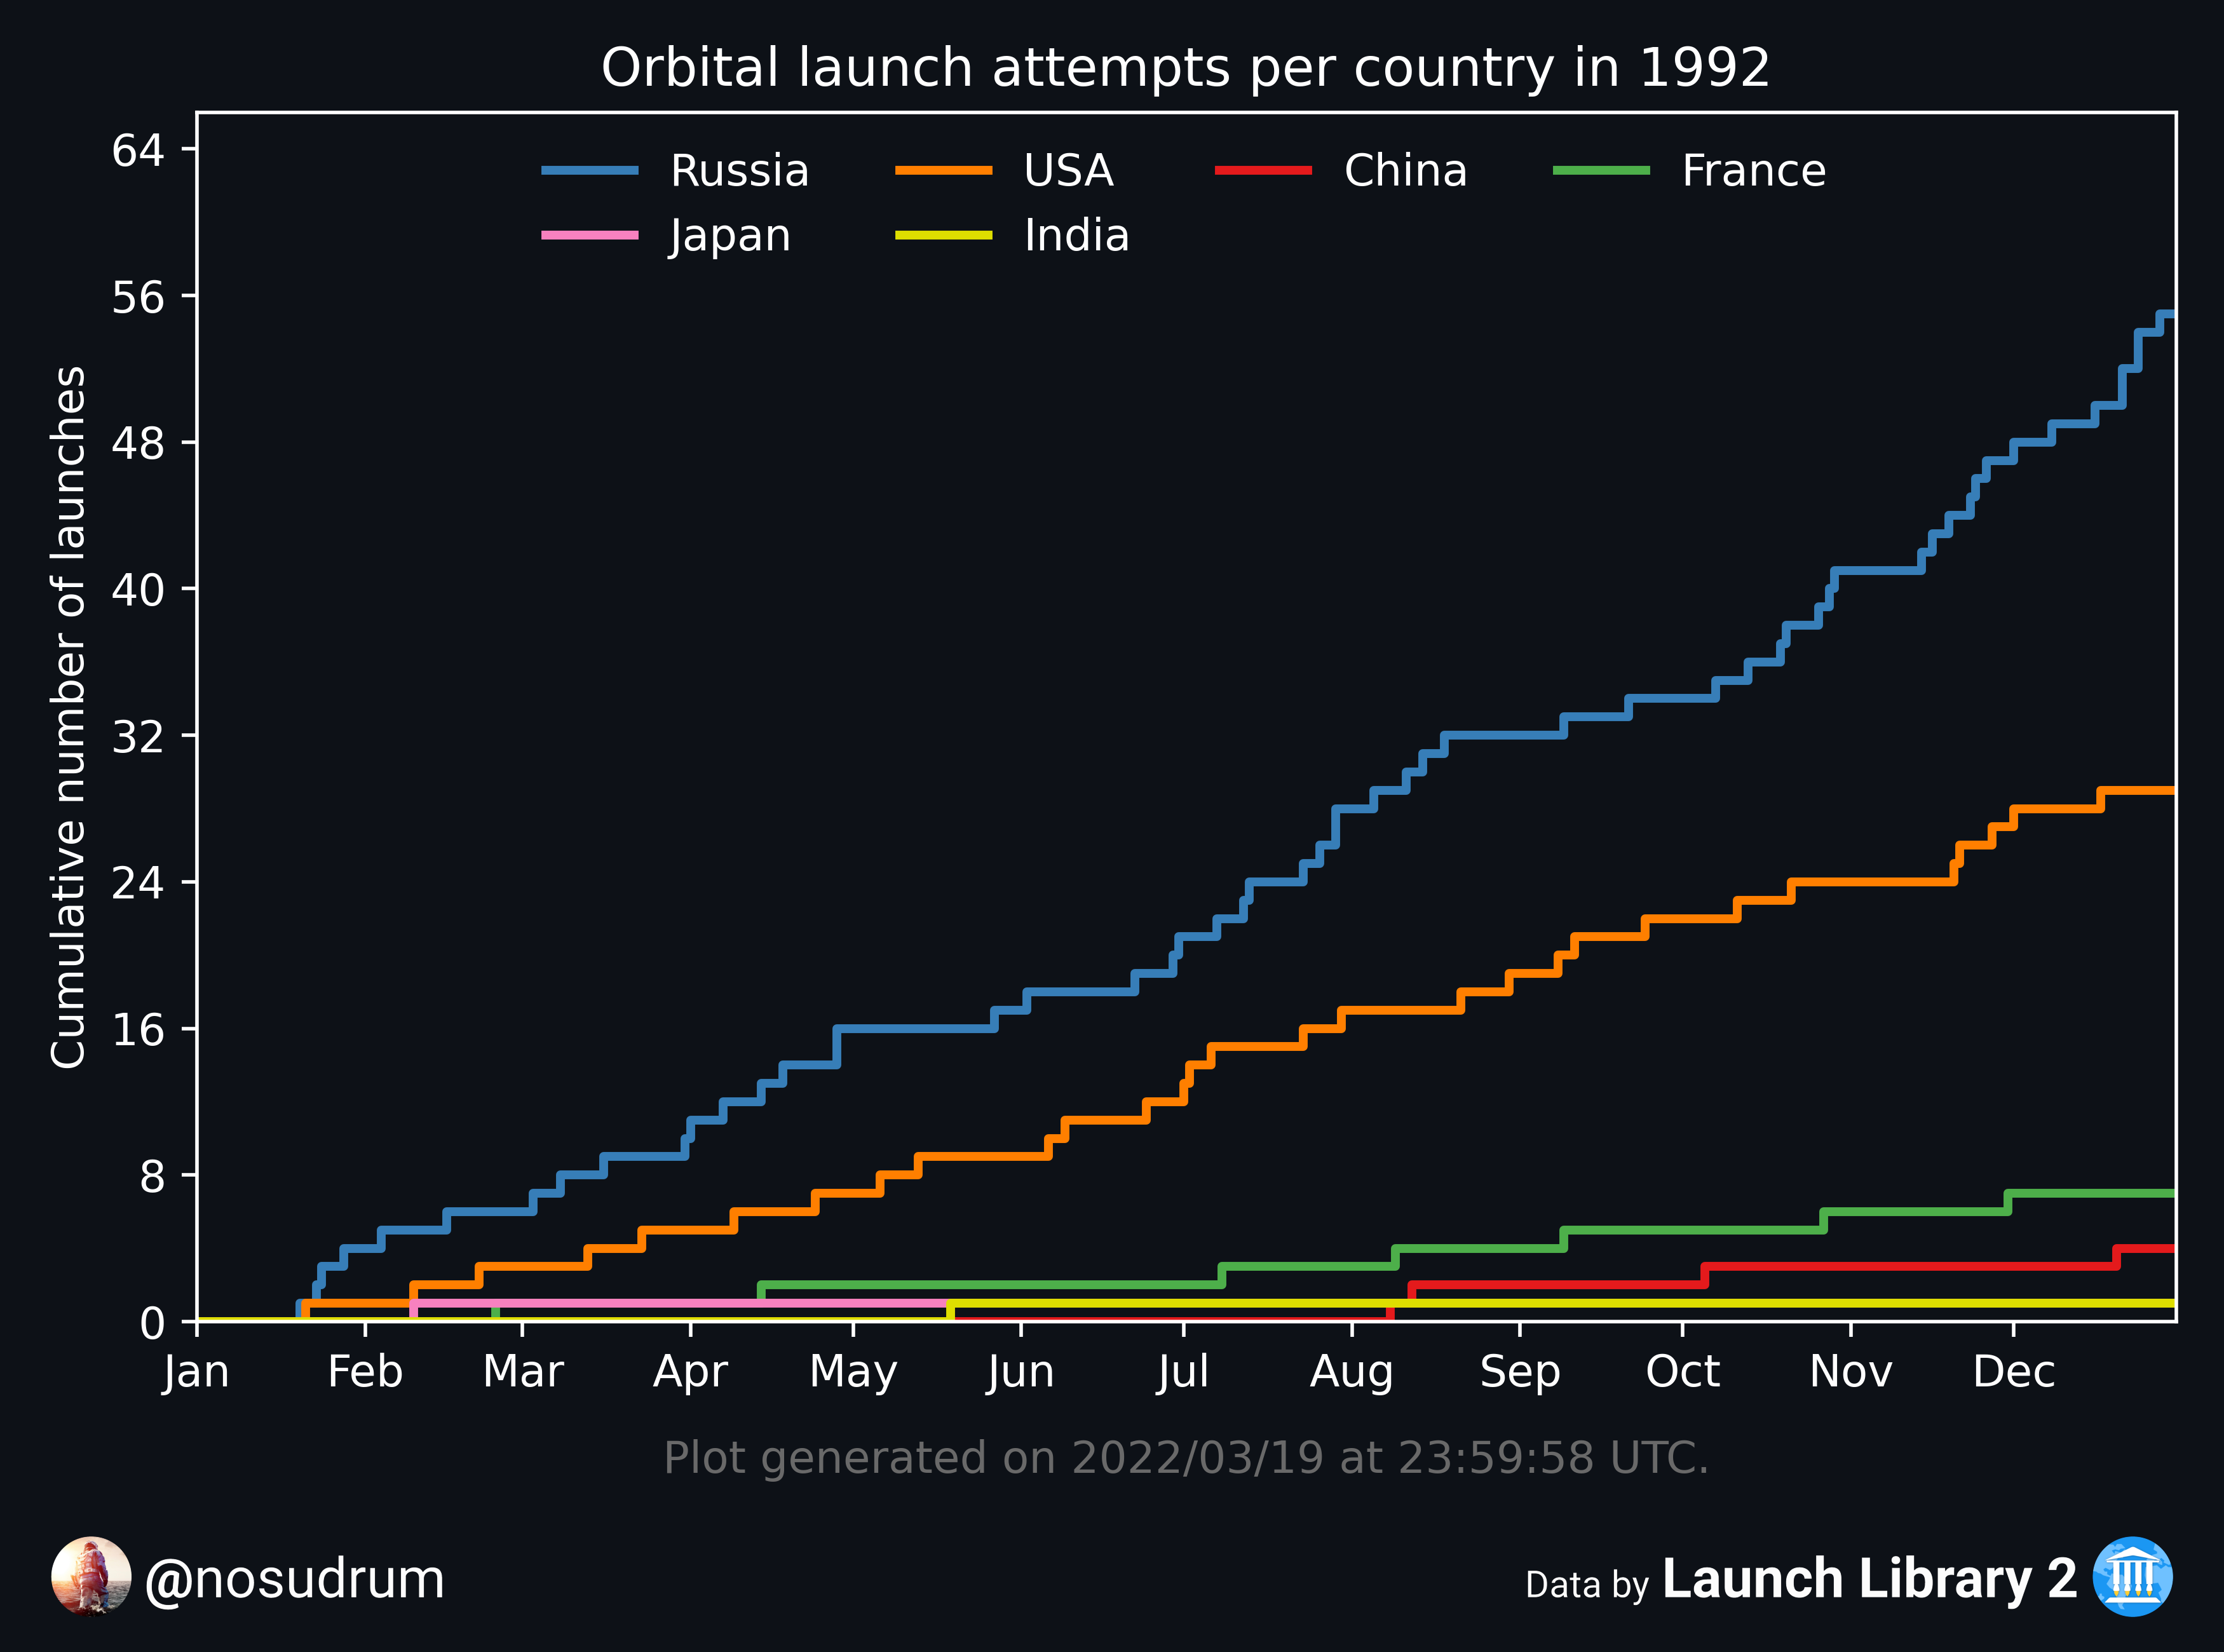 Orbital launch attempts per country in 1992
Russia USA China France
Japan India
Cumulative number of launches
64
56
48
40
32
24
16
8
0
Jan Feb Mar Apr May Jun Jul Aug Sep Oct Nov Dec
Plot generated on 2022/03/19 at 23:59:58 UTC.
@nosudrum
Data by Launch Library 2